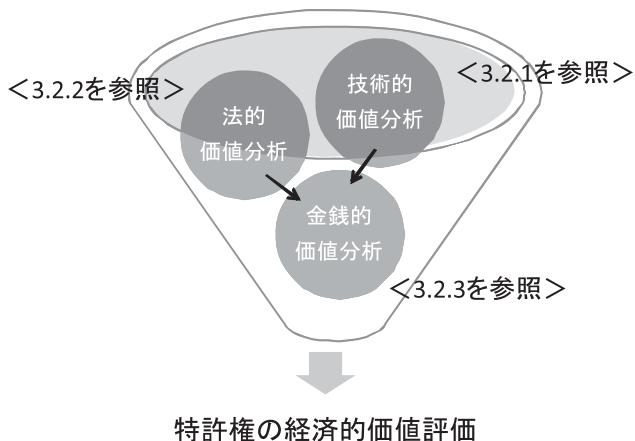 ＜3.2.2を参照＞
＜3.2.1を参照＞
法的
価値分析
技術的
価値分析
金銭的
価値分析
＜3.2.3を参照＞
特許権の経済的価値評価